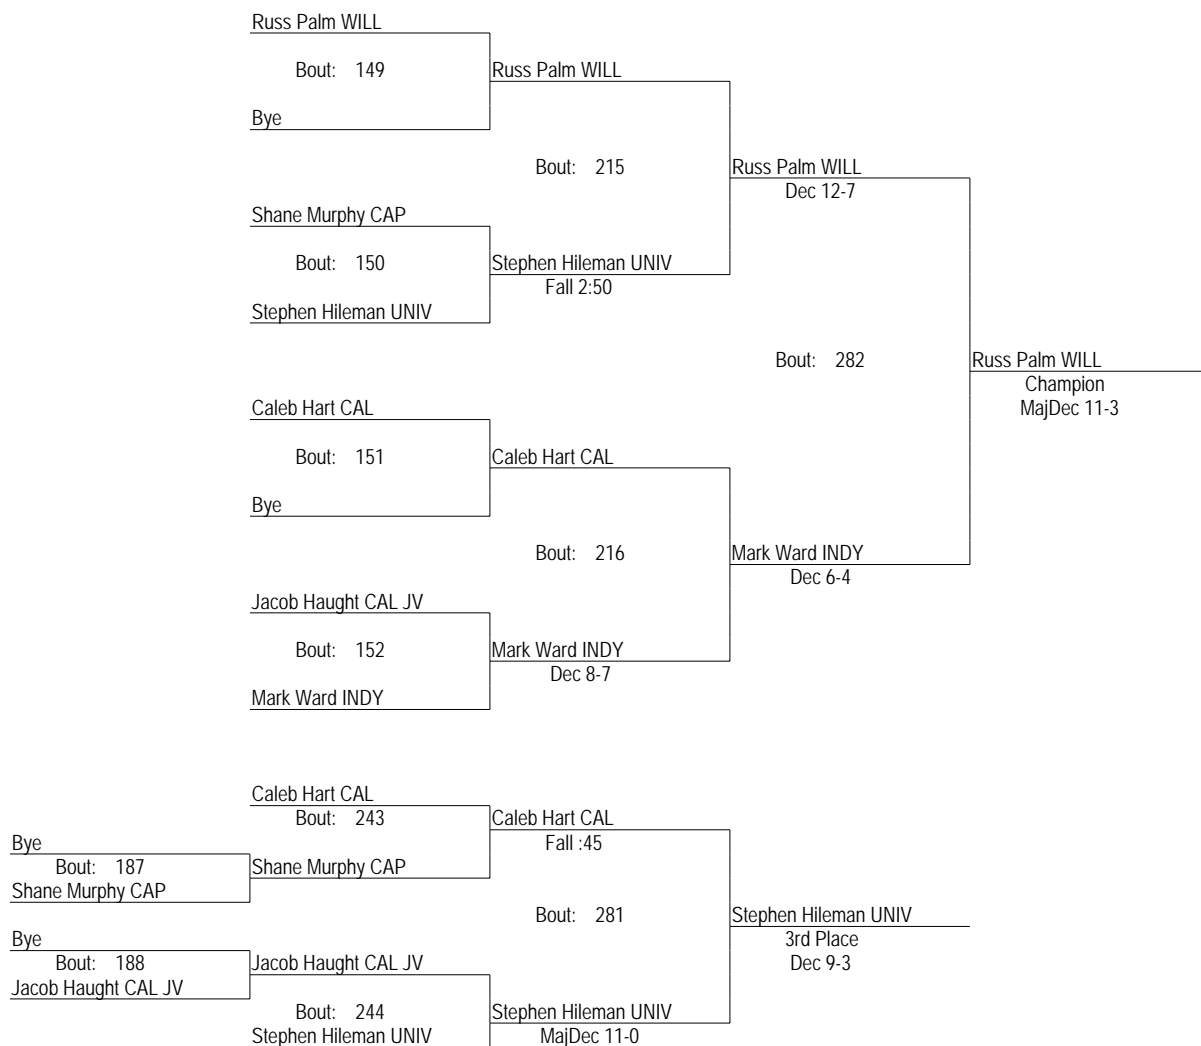 Russ Palm WILL
Bout: 149
Russ Palm WILL
Bye
Bout: 215
Russ Palm WILL
Dec 12-7
Shane Murphy CAP
Bout: 150
Stephen Hileman UNIV
Fall 2:50
Stephen Hileman UNIV
Bout: 282
Russ Palm WILL
Champion
MajDec 11-3
Caleb Hart CAL
Bout: 151
Caleb Hart CAL
Bye
Bout: 216
Mark Ward INDY
Dec 6-4
Jacob Haught CAL JV
Bout: 152
Mark Ward INDY
Dec 8-7
Mark Ward INDY
Caleb Hart CAL
Bout: 243
Caleb Hart CAL
Fall :45
Bye
Bout: 187
Shane Murphy CAP
Shane Murphy CAP
Bout: 281
Stephen Hileman UNIV
3rd Place
Dec 9-3
Bye
Bout: 188
Jacob Haught CAL JV
Jacob Haught CAL JV
Bout: 244
Stephen Hileman UNIV
Stephen Hileman UNIV
MajDec 11-0